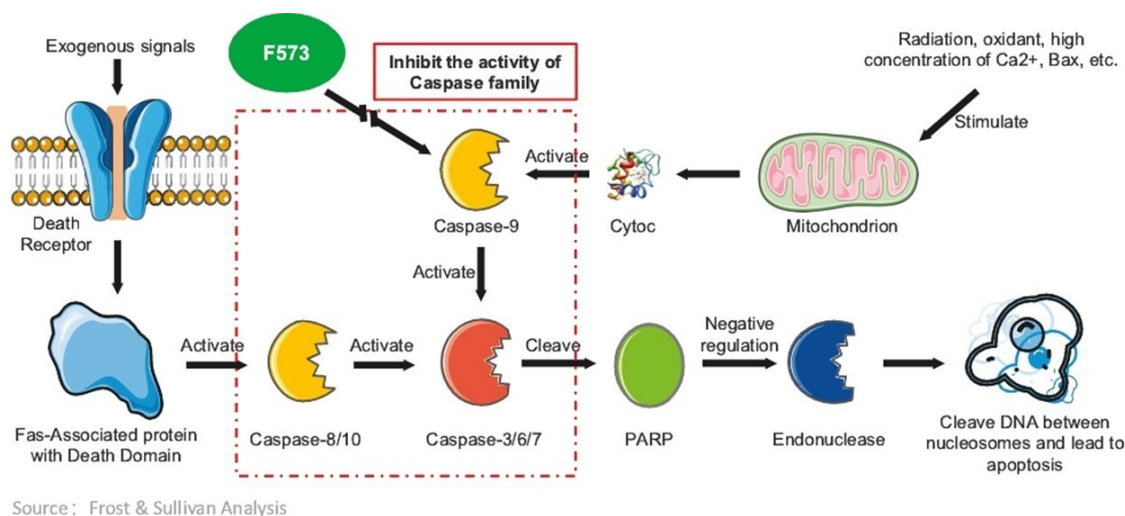 Exogenous signals
F573
Inhibit the activity of
Caspase family
Radiation, oxidant, high
concentration of Ca2+, Bax, etc.
Stimulate
Activate
Death
Receptor
Caspase-9
Cytoc
Mitochondrion
Activate
Activate
Activate
Cleave
Negative
regulation
Fas-Associated protein
with Death Domain
Caspase-8/10
Caspase-3/6/7
PARP
Endonuclease
Cleave DNA between
nucleosomes and lead to
apoptosis
Source： Frost & Sullivan Analysis